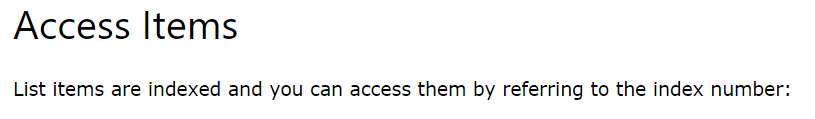 Access Items
List items are indexed and you can access them by referring to the index number: